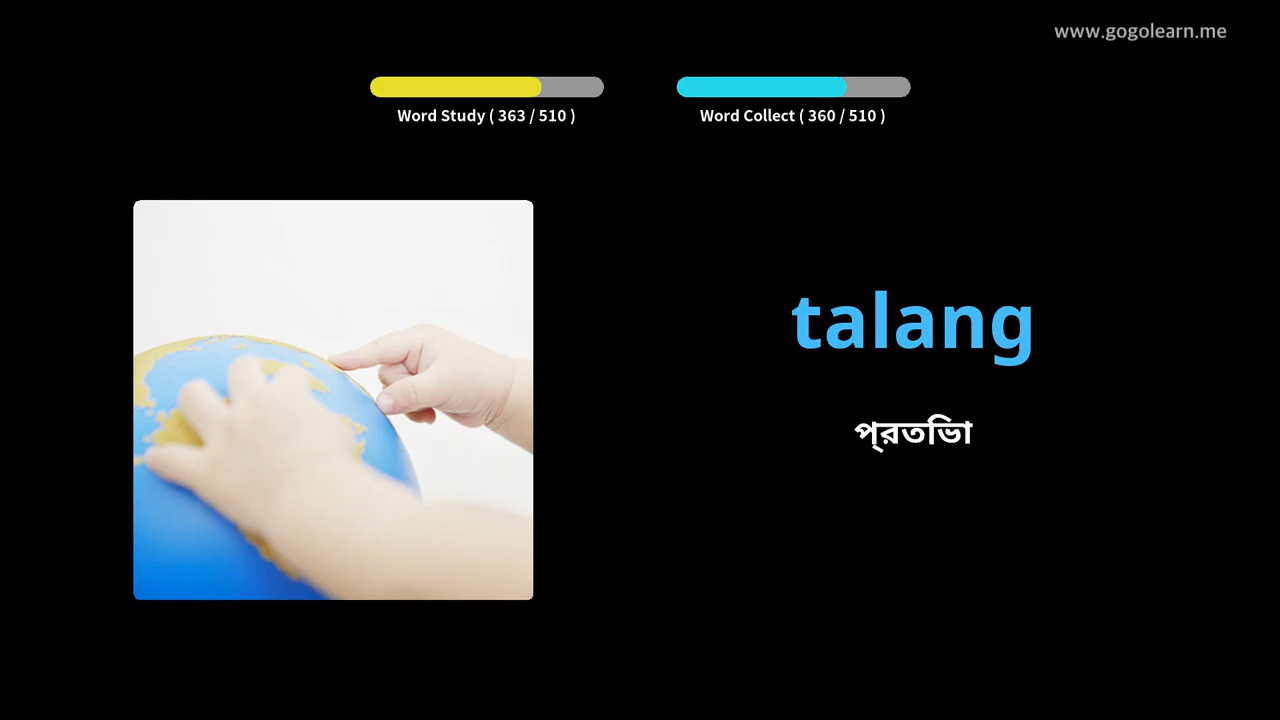 www.gogolearn.me
Word Study ( 363 / 510 )
Word Collect ( 360 / 510 )
talang
প্রতিভা